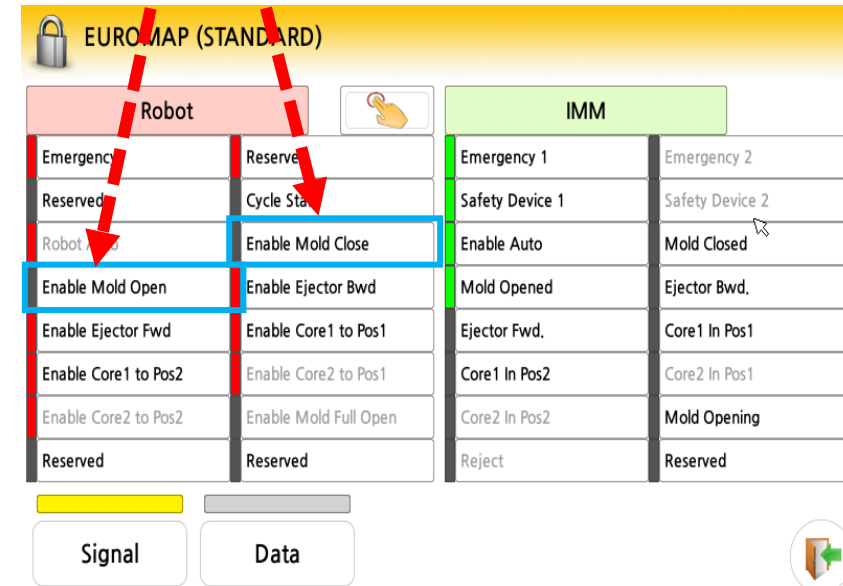 EUROMAP (STANDARD)
Robot
IMM
Emergency
Reserve
Emergency 1
Emergency 2
Reserved
Cycle Sta
Safety Device 1
Safety Device 2
Robot
Enable Mold Close
Enable Auto
Mold Closed
Enable Mold Open
Enable Ejector Bwd
Mold Opened
Ejector Bwd.
Enable Ejector Fwd
Enable Core1 to Pos1
Ejector Fwd.
Core1 In Pos1
Enable Core1 to Pos2
Enable Core2 to Pos1
Core1 In Pos2
Core2 In Pos1
Enable Core2 to Pos2
Enable Mold Full Open
Core2 In Pos2
Mold Opening
Reserved
Reserved
Reject
Reserved
Signal
Data